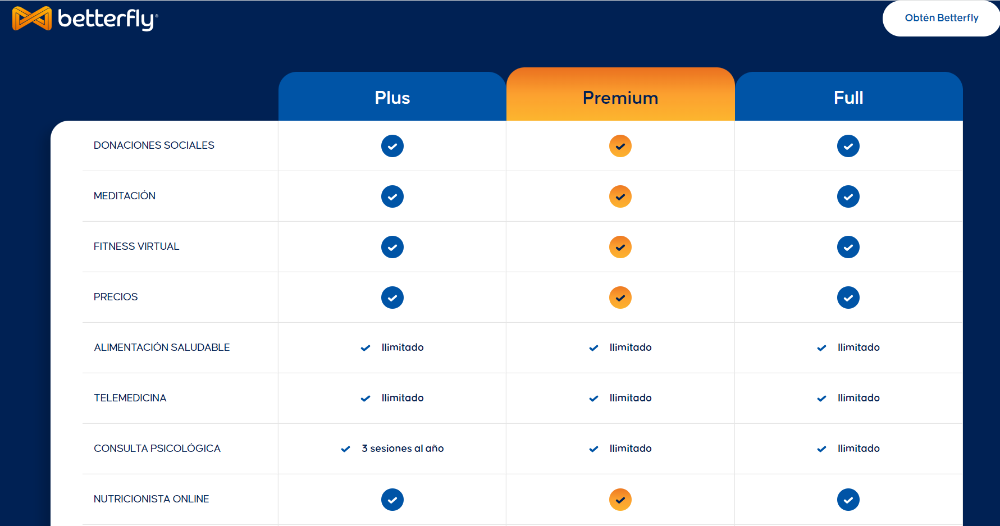 betterfly®
Obtén Betterfly
Plus Premium Full
DONACIONES SOCIALES
MEDITACIÓN
FITNESS VIRTUAL
PRECIOS
ALIMENTACIÓN SALUDABLE Ilimitado Ilimitado Ilimitado
TELEMEDICINA Ilimitado Ilimitado Ilimitado
CONSULTA PSICOLÓGICA 3 sesiones al año Ilimitado Ilimitado
NUTRICIONISTA ONLINE